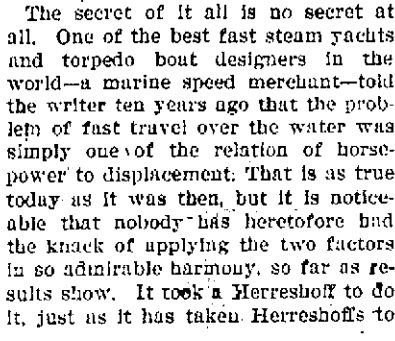 The secret of it all is no secret at
all. One of the best fast steam yachts
and torpedo boat designers in the
world—a marine speed merchant—told
the writer ten years ago that the prob-
lem of fast travel over the water was
simply one of the relation of horse-
power to displacement. That is as true
today as it was then, but it is notice-
able that nobody has heretofore had
the knack of applying the two factors
in so admirable harmony, so far as re-
sults show. It took a Herreshoff to do
it, just as it has taken Herreshoffs to